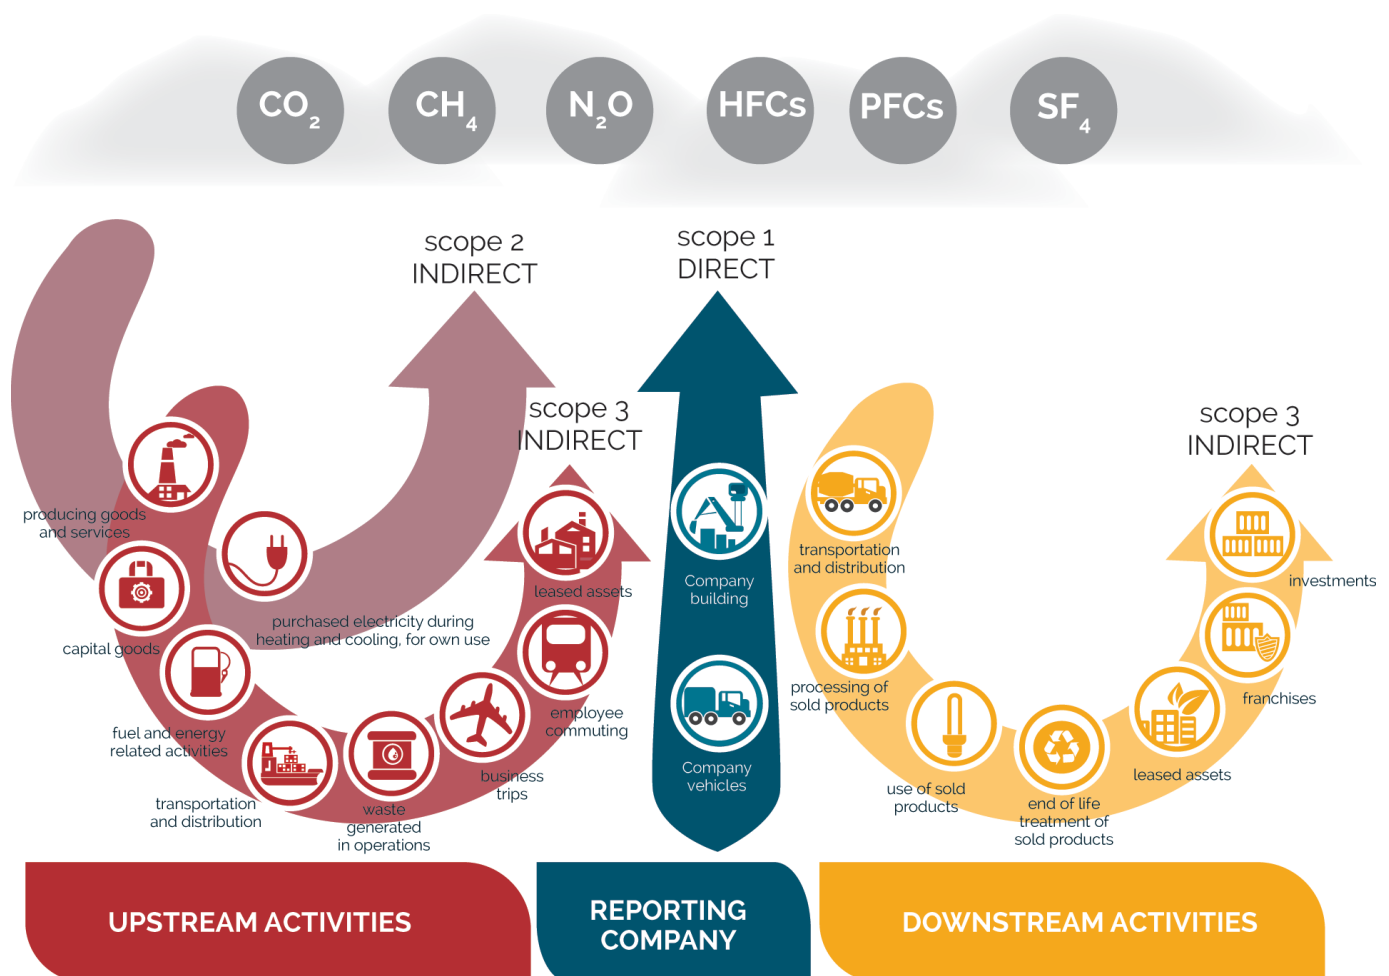 CO2
CH4
N2O
HFCs
PFCs
SF4
scope 2
INDIRECT
scope 1
DIRECT
scope 3
INDIRECT
scope 3
INDIRECT
producing goods
and services
capital goods
fuel and energy
related activities
transportation
and distribution
waste
generated
in operations
business
trips
employee
commuting
leased assets
purchased electricity during
heating and cooling, for own use
Company
building
Company
vehicles
transportation
and distribution
processing of
sold products
use of sold
products
end of life
treatment of
sold products
leased assets
franchises
investments
UPSTREAM ACTIVITIES
REPORTING
COMPANY
DOWNSTREAM ACTIVITIES